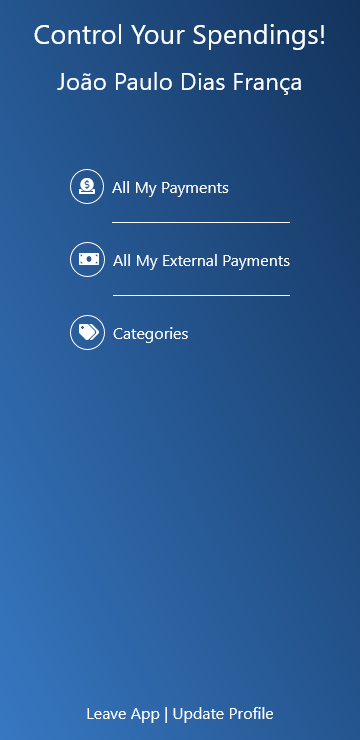 Control Your Spendings!
João Paulo Dias França
All My Payments
All My External Payments
Categories
Leave App | Update Profile